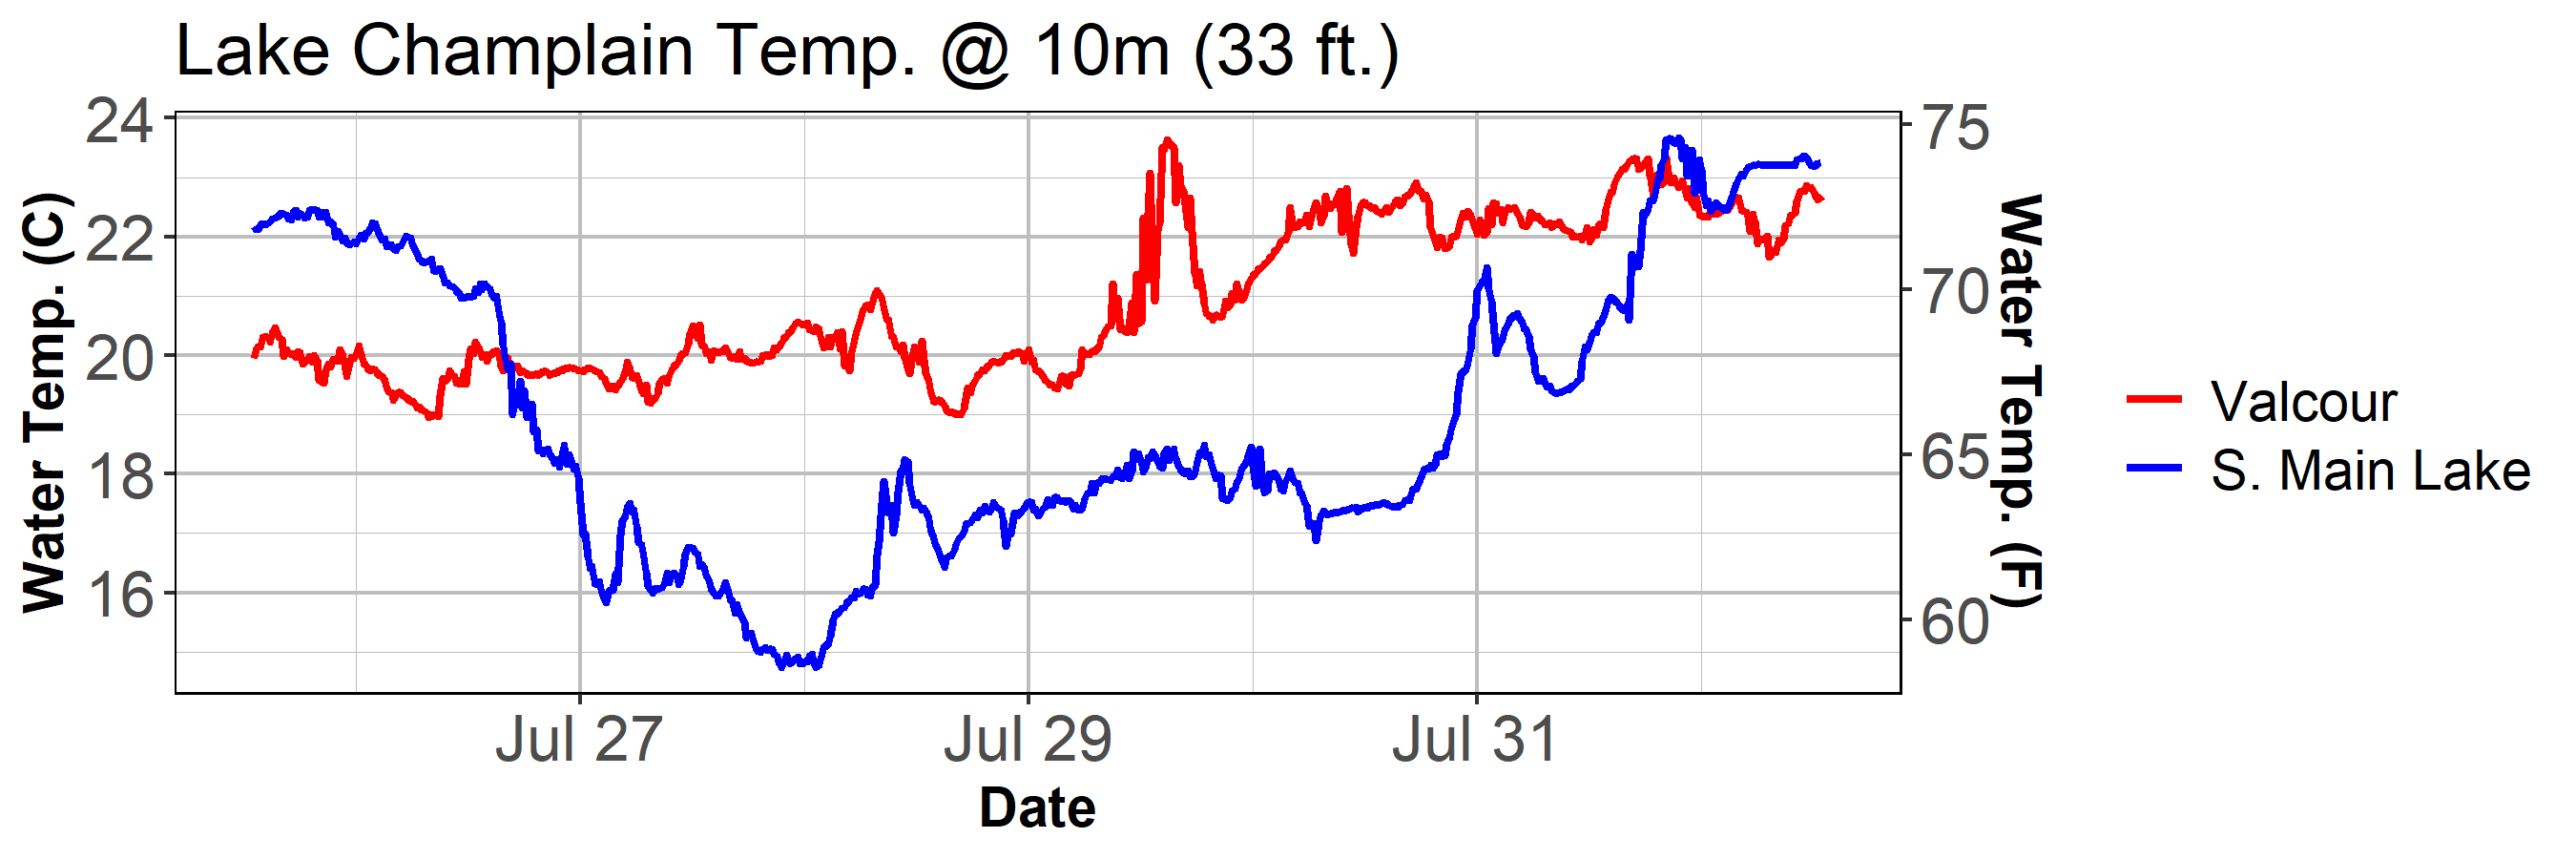 Lake Champlain Temp. @ 10m (33 ft.)
Water Temp. (C)
24
22
20
18
16
75
70
65
60
Water Temp. (F)
Jul 27
Jul 29
Jul 31
Date
Valcour
S. Main Lake